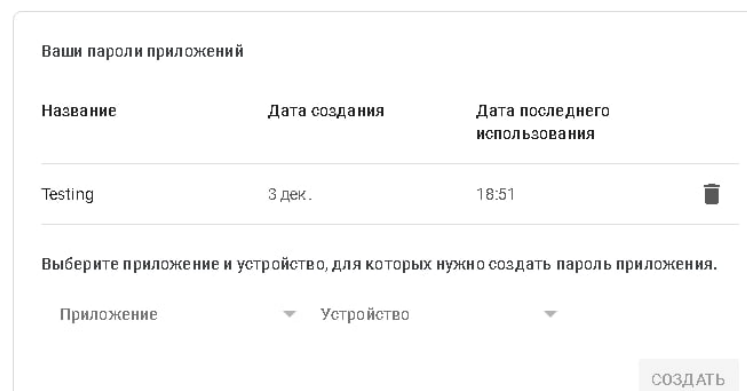 Ваши пароли приложений
Название Дата создания Дата последнего
использования
Testing 3 дек. 18:51
Выберите приложение и устройство, для которых нужно создать пароль приложения.
Приложение Устройство
СОЗДАТЬ